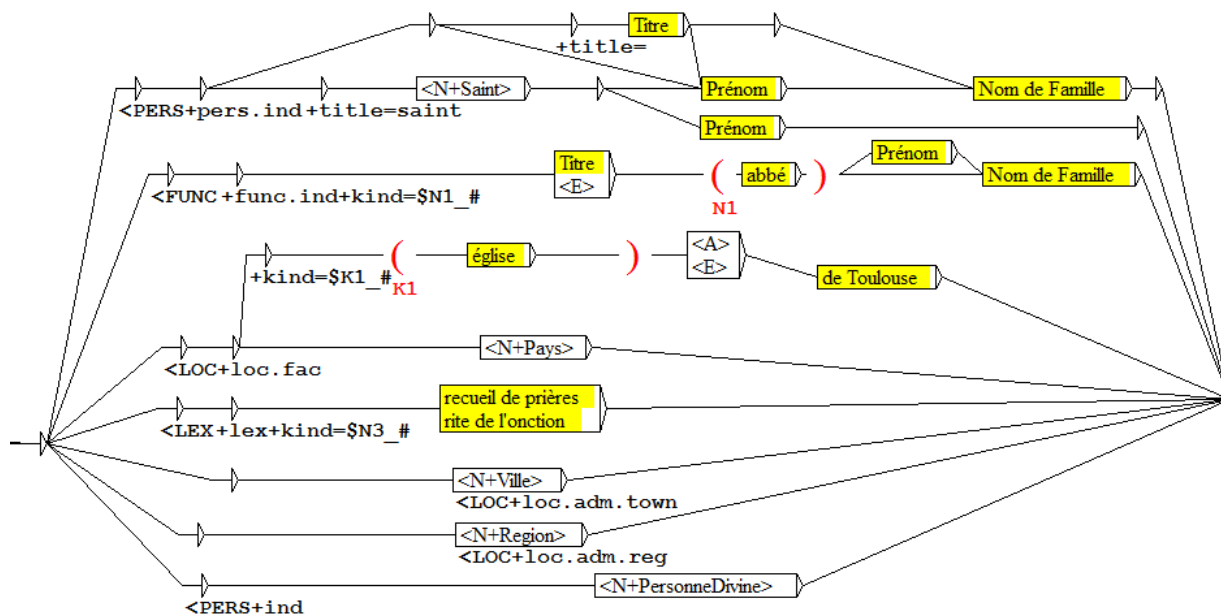 Titre
+title=
<N+Saint>
Prénom
Nom de Famille
<PERS+pers.ind+title=saint
Prénom
Titre
<E>
( abbé )
Prénom
Nom de Famille
<FUNC+func.ind+kind=$N1_#
N1
( église )
<A>
<E>
+kind=$K1_#
K1
de Toulouse
<N+Pays>
<LOC+loc.fac
recueil de prières
rite de l'onction
<LEX+lex+kind=$N3_#
<N+Ville>
<LOC+loc.adm.town
<N+Region>
<LOC+loc.adm.reg
<N+PersonneDivine>
<PERS+ind